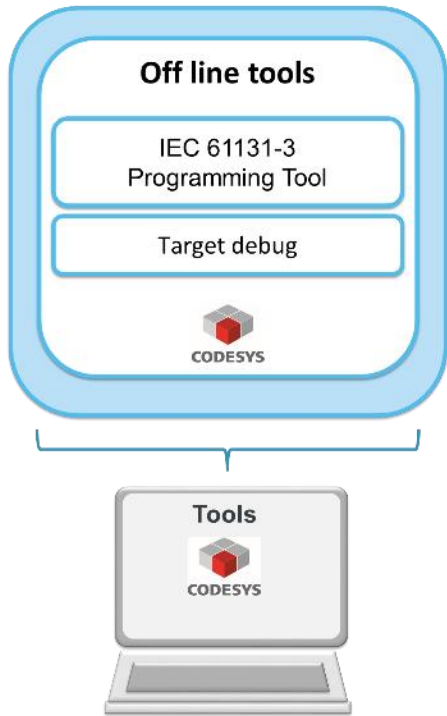 Off line tools
IEC 61131-3
Programming Tool
Target debug
CODESYS
Tools
CODESYS